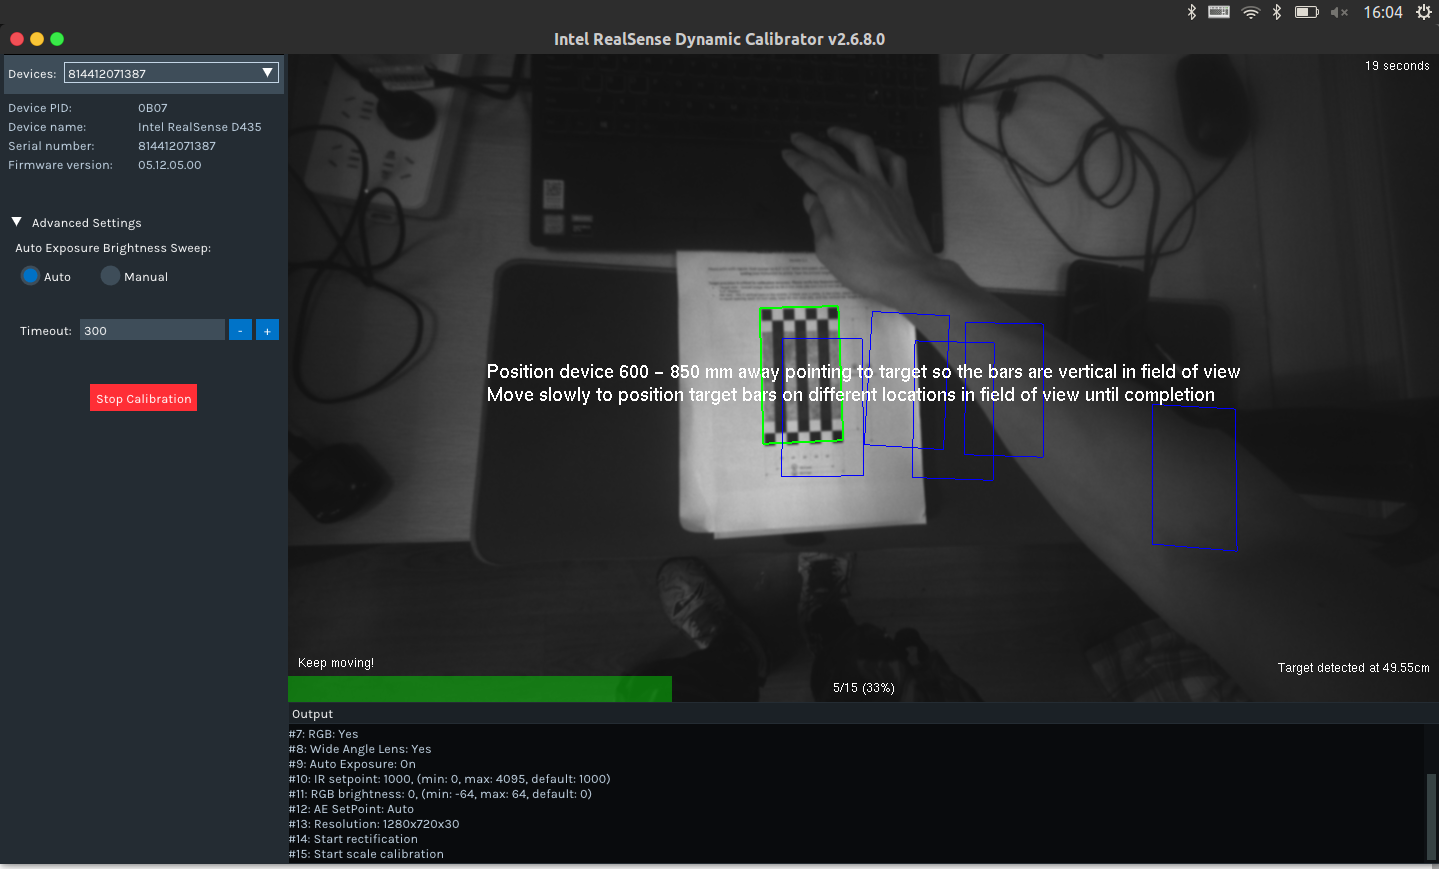 16:04
Intel RealSense Dynamic Calibrator v2.6.8.0
Devices: 814412071387
Device PID: 0B07
Device name: Intel RealSense D435
Serial number: 814412071387
Firmware version: 05.12.05.00
Advanced Settings
Auto Exposure Brightness Sweep:
Auto Manual
Timeout: 300 - +
Stop Calibration
19 seconds
Position device 600 - 850 mm away pointing to target so the bars are vertical in field of view
Move slowly to position target bars on different locations in field of view until completion
Keep moving!
Target detected at 49.55cm
5/15 (33%)
Output
#7: RGB: Yes
#8: Wide Angle Lens: Yes
#9: Auto Exposure: On
#10: IR setpoint: 1000, (min: 0, max: 4095, default: 1000)
#11: RGB brightness: 0, (min: -64, max: 64, default: 0)
#12: AE SetPoint: Auto
#13: Resolution: 1280x720x30
#14: Start rectification
#15: Start scale calibration